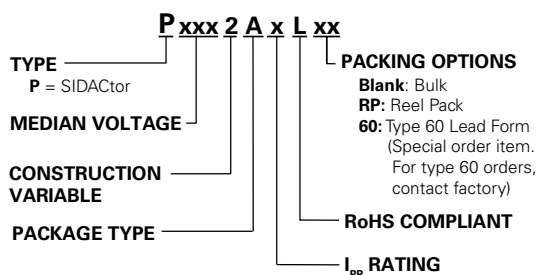 P xxx 2 A x L xx
TYPE
P = SIDACtor
MEDIAN VOLTAGE
CONSTRUCTION
VARIABLE
PACKAGE TYPE
PACKING OPTIONS
Blank: Bulk
RP: Reel Pack
60: Type 60 Lead Form
(Special order item.
For type 60 orders,
contact factory)
RoHS COMPLIANT
IPP RATING